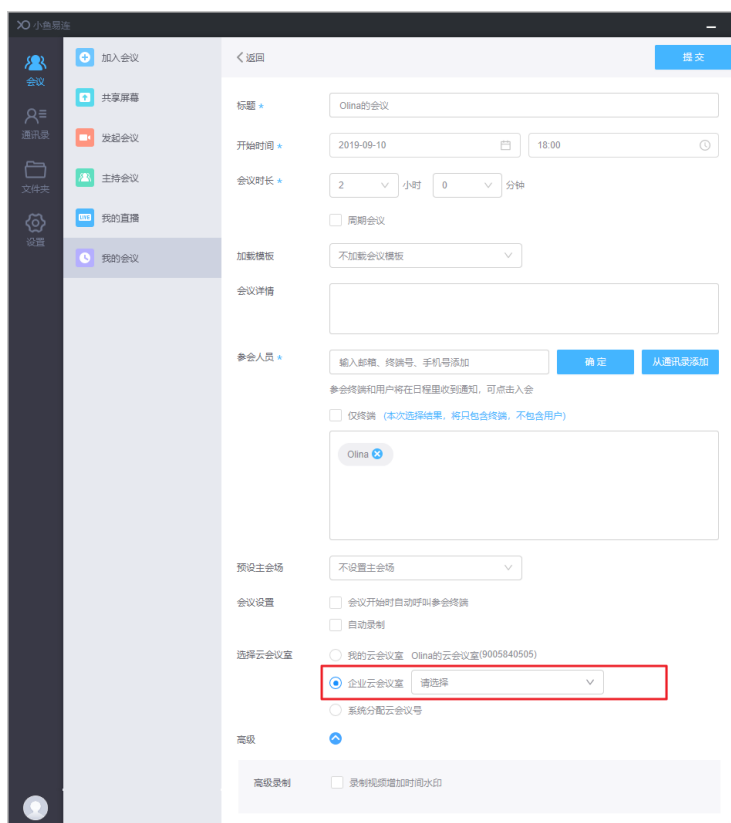 小鱼易连
会议
通讯录
文件夹
设置
加入会议
共享屏幕
发起会议
主持会议
LIVE 我的直播
我的会议
返回
提交
标题 * Olina的会议
开始时间 * 2019-09-10 18:00
会议时长 * 2 小时 0 分钟
周期会议
加载模板 不加载会议模板
会议详情
参会人员 * 输入邮箱、终端号、手机号添加 确定 从通讯录添加
参会终端和用户将在日程里收到通知，可点击入会
仅终端 (本次选择结果，将只包含终端，不包含用户)
Olina
预设主会场 不设置主会场
会议设置 会议开始时自动呼叫参会终端
自动录制
选择云会议室 我的云会议室 Olina的云会议室(9005840505)
企业云会议室 请选择
系统分配云会议号
高级
高级录制 录制视频增加时间水印